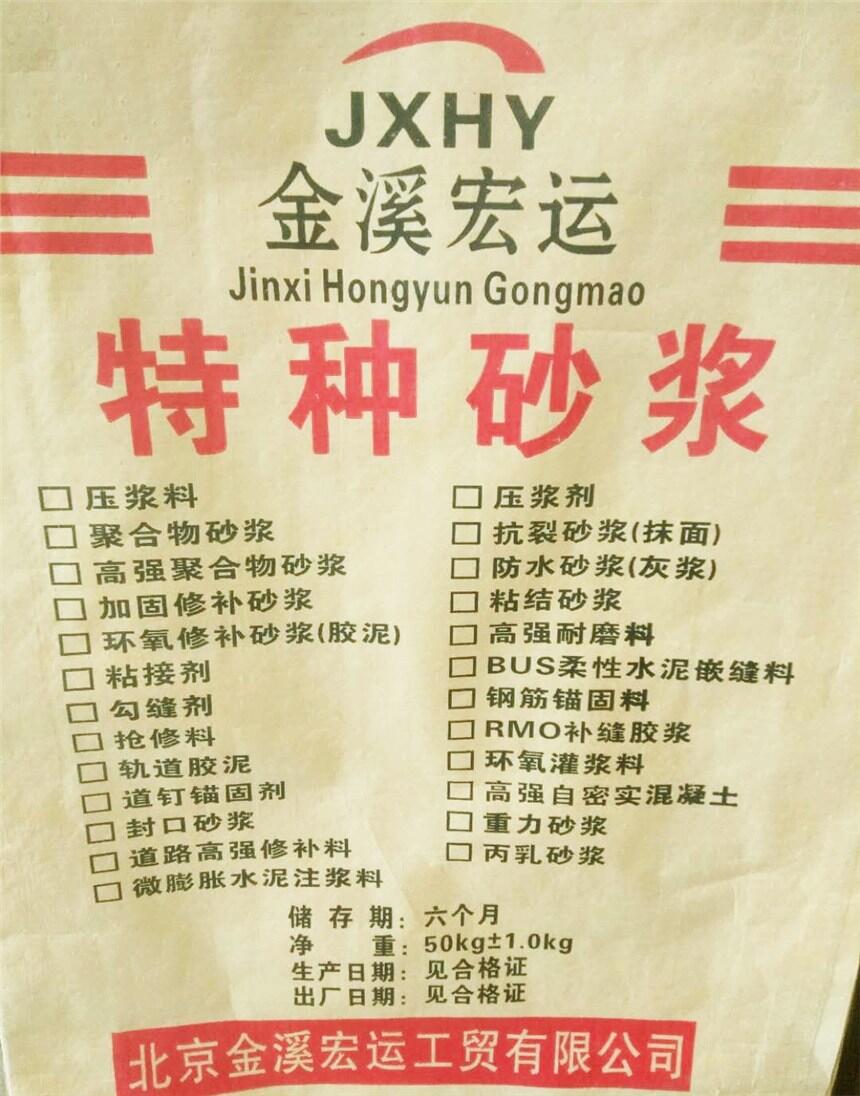 JXHY
金溪宏运
Jinxi Hongyun Gongmao
特种砂浆
□ 压浆料
□ 聚合物砂浆
□ 高强聚合物砂浆
□ 加固修补砂浆
□ 环氧修补砂浆(胶泥)
□ 粘接剂
□ 勾缝剂
□ 抢修料
□ 轨道胶泥
□ 道钉锚固剂
□ 封口砂浆
□ 道路高强修补料
□ 微膨胀水泥注浆料
□ 压浆剂
□ 抗裂砂浆(抹面)
□ 防水砂浆(灰浆)
□ 粘结砂浆
□ 高强耐磨料
□ BUS柔性水泥嵌缝料
□ 钢筋锚固料
□ RMO补缝胶浆
□ 环氧灌浆料
□ 高强自密实混凝土
□ 重力砂浆
□ 丙乳砂浆
储存期：六个月
净重：50kg±1.0kg
生产日期：见合格证
出厂日期：见合格证
北京金溪宏运工贸有限公司